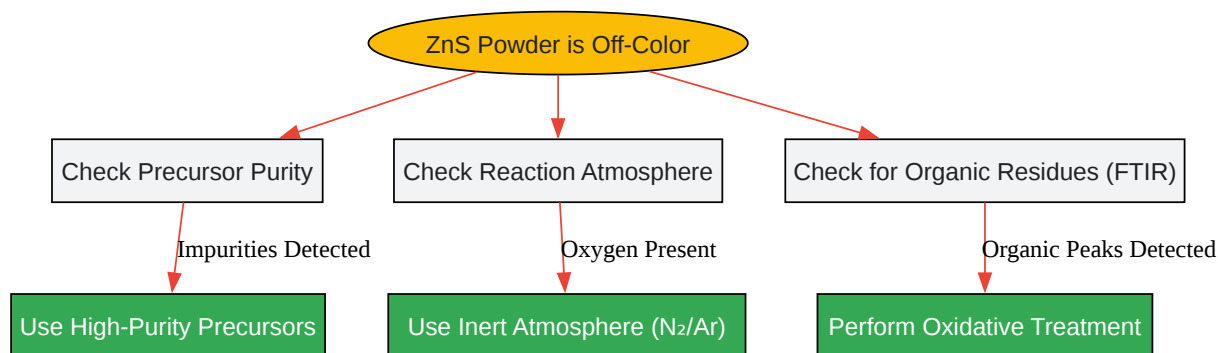 ZnS Powder is Off-Color
Check Precursor Purity
Check Reaction Atmosphere
Check for Organic Residues (FTIR)
Impurities Detected
Oxygen Present
Organic Peaks Detected
Use High-Purity Precursors
Use Inert Atmosphere (N₂/Ar)
Perform Oxidative Treatment